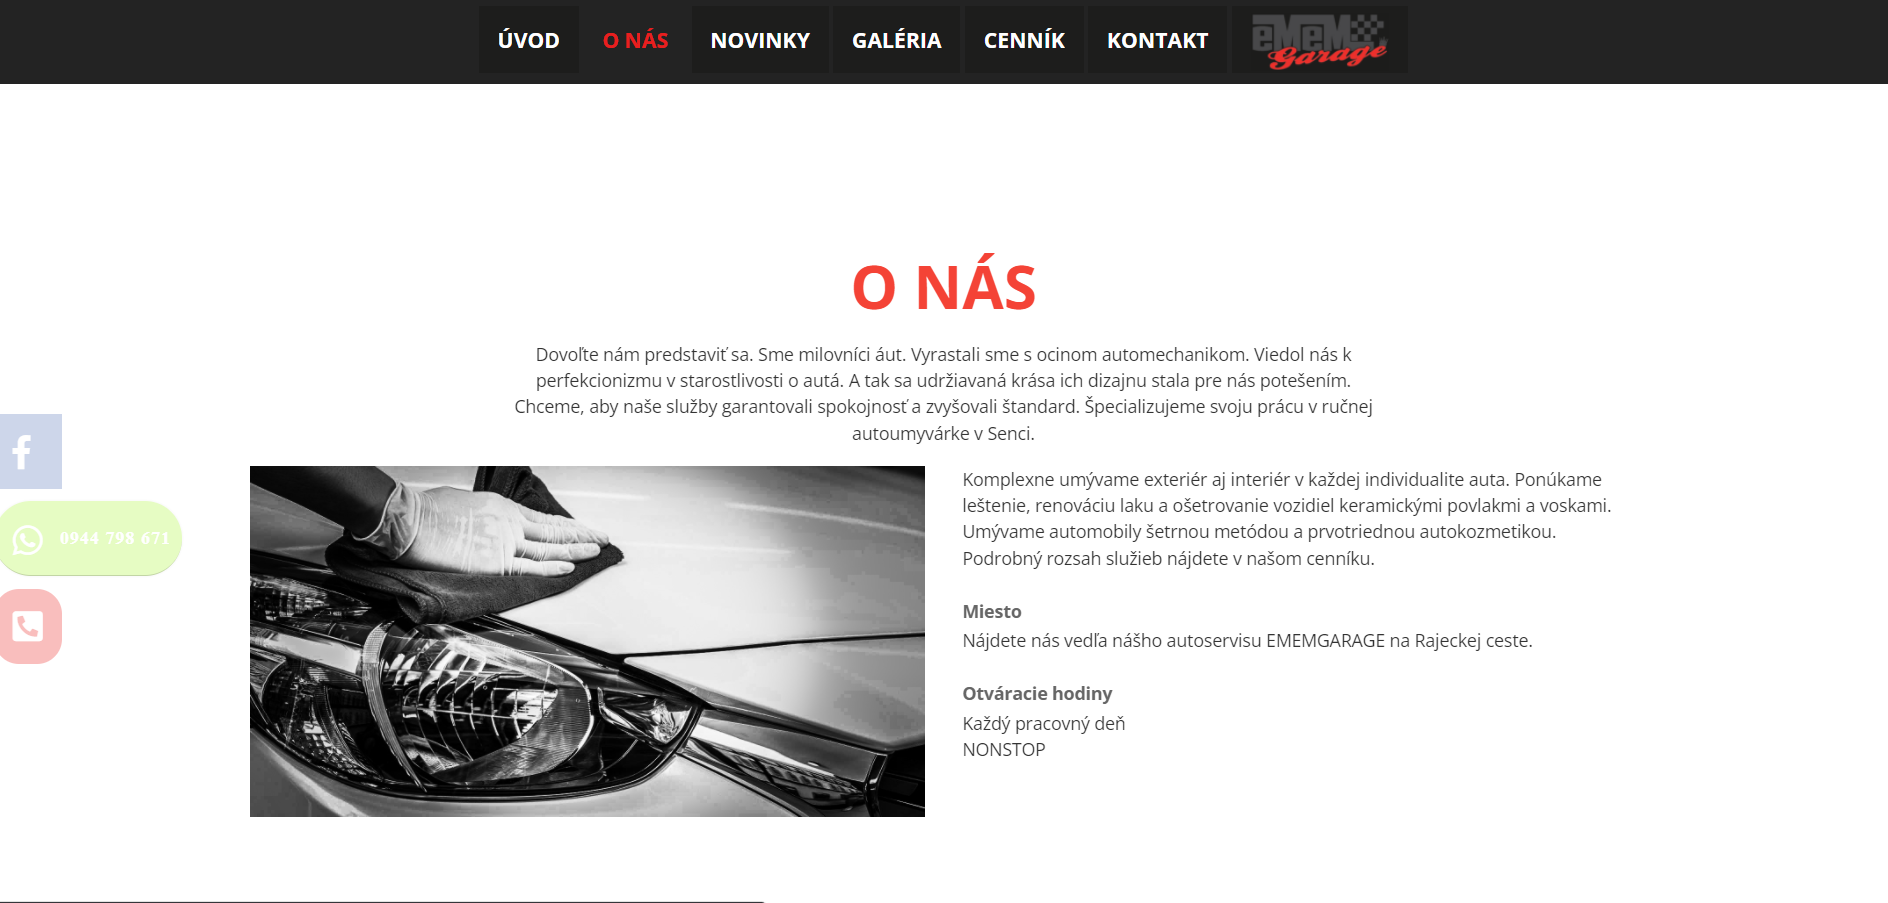 ÚVOD
O NÁS
NOVINKY
GALÉRIA
CENNÍK
KONTAKT
eMeM
Garage
O NÁS
Dovoľte nám predstaviť sa. Sme milovníci áut. Vyrastali sme s ocinom automechanikom. Viedol nás k
perfekcionizmu v starostlivosti o autá. A tak sa udržiavaná krása ich dizajnu stala pre nás potešením.
Chceme, aby naše služby garantovali spokojnosť a zvyšovali štandard. Špecializujeme svoju prácu v ručnej
autoumyvárke v Senci.
0944 798 671
Komplexne umývame exteriér aj interiér v každej individualite auta. Ponúkame
leštenie, renováciu laku a ošetrovanie vozidiel keramickými povlakmi a voskami.
Umývame automobily šetrnou metódou a prvotriednou autokozmetikou.
Podrobný rozsah služieb nájdete v našom cenníku.
Miesto
Nájdete nás vedľa nášho autoservisu EMEMGARAGE na Rajeckej ceste.
Otváracie hodiny
Každý pracovný deň
NONSTOP